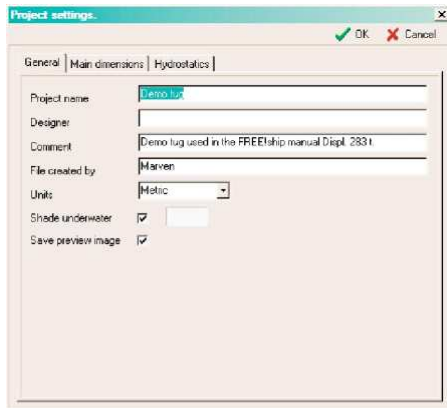 Project settings.
OK Cancel
General Main dimensions Hydrostatics
Project name Demo tug
Designer
Comment Demo tug used in the FREE!ship manual Displ. 283 t.
File created by Marven
Units Metric
Shade underwater
Save preview image